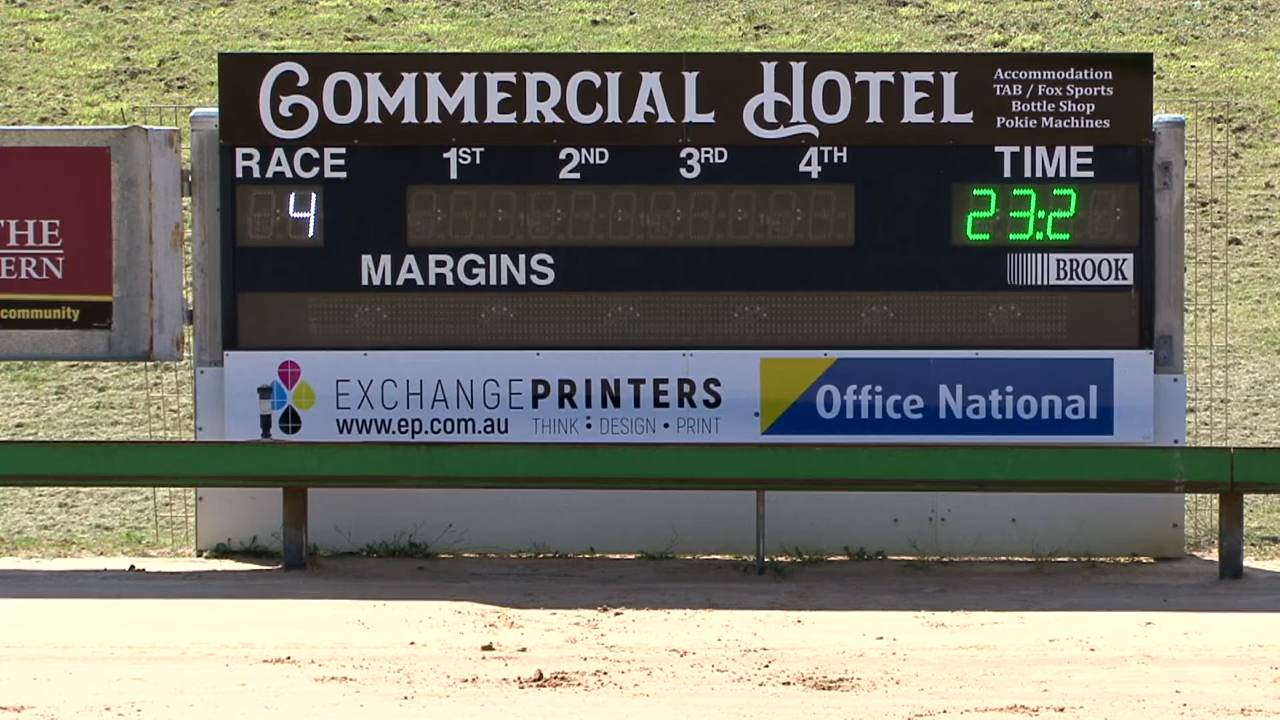 COMMERCIAL HOTEL
Accommodation
TAB / Fox Sports
Bottle Shop
Pokie Machines
RACE 1ST 2ND 3RD 4TH TIME
4 23:2
MARGINS
BROOK
THE
ERN
community
EXCHANGEPRINTERS
www.ep.com.au THINK : DESIGN • PRINT
Office National